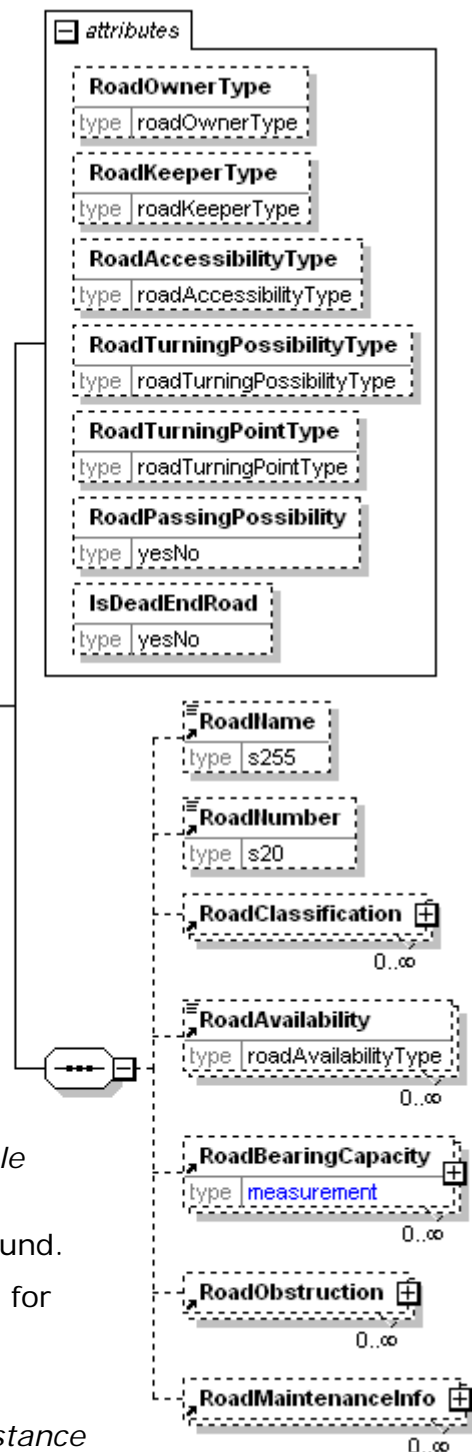 attributes
RoadOwnerType
type roadOwnerType
RoadKeeperType
type roadKeeperType
RoadAccessibilityType
type roadAccessibilityType
RoadTurningPossibilityType
type roadTurningPossibilityType
RoadTurningPointType
type roadTurningPointType
RoadPassingPossibility
type yesNo
IsDeadEndRoad
type yesNo
RoadName
type s255
RoadNumber
type s20
RoadClassification
0..∞
RoadAvailability
type roadAvailabilityType
0..∞
le
RoadBearingCapacity
type measurement
0..∞
und.
for
RoadObstruction
0..∞
RoadMaintenanceInfo
stance
0..∞